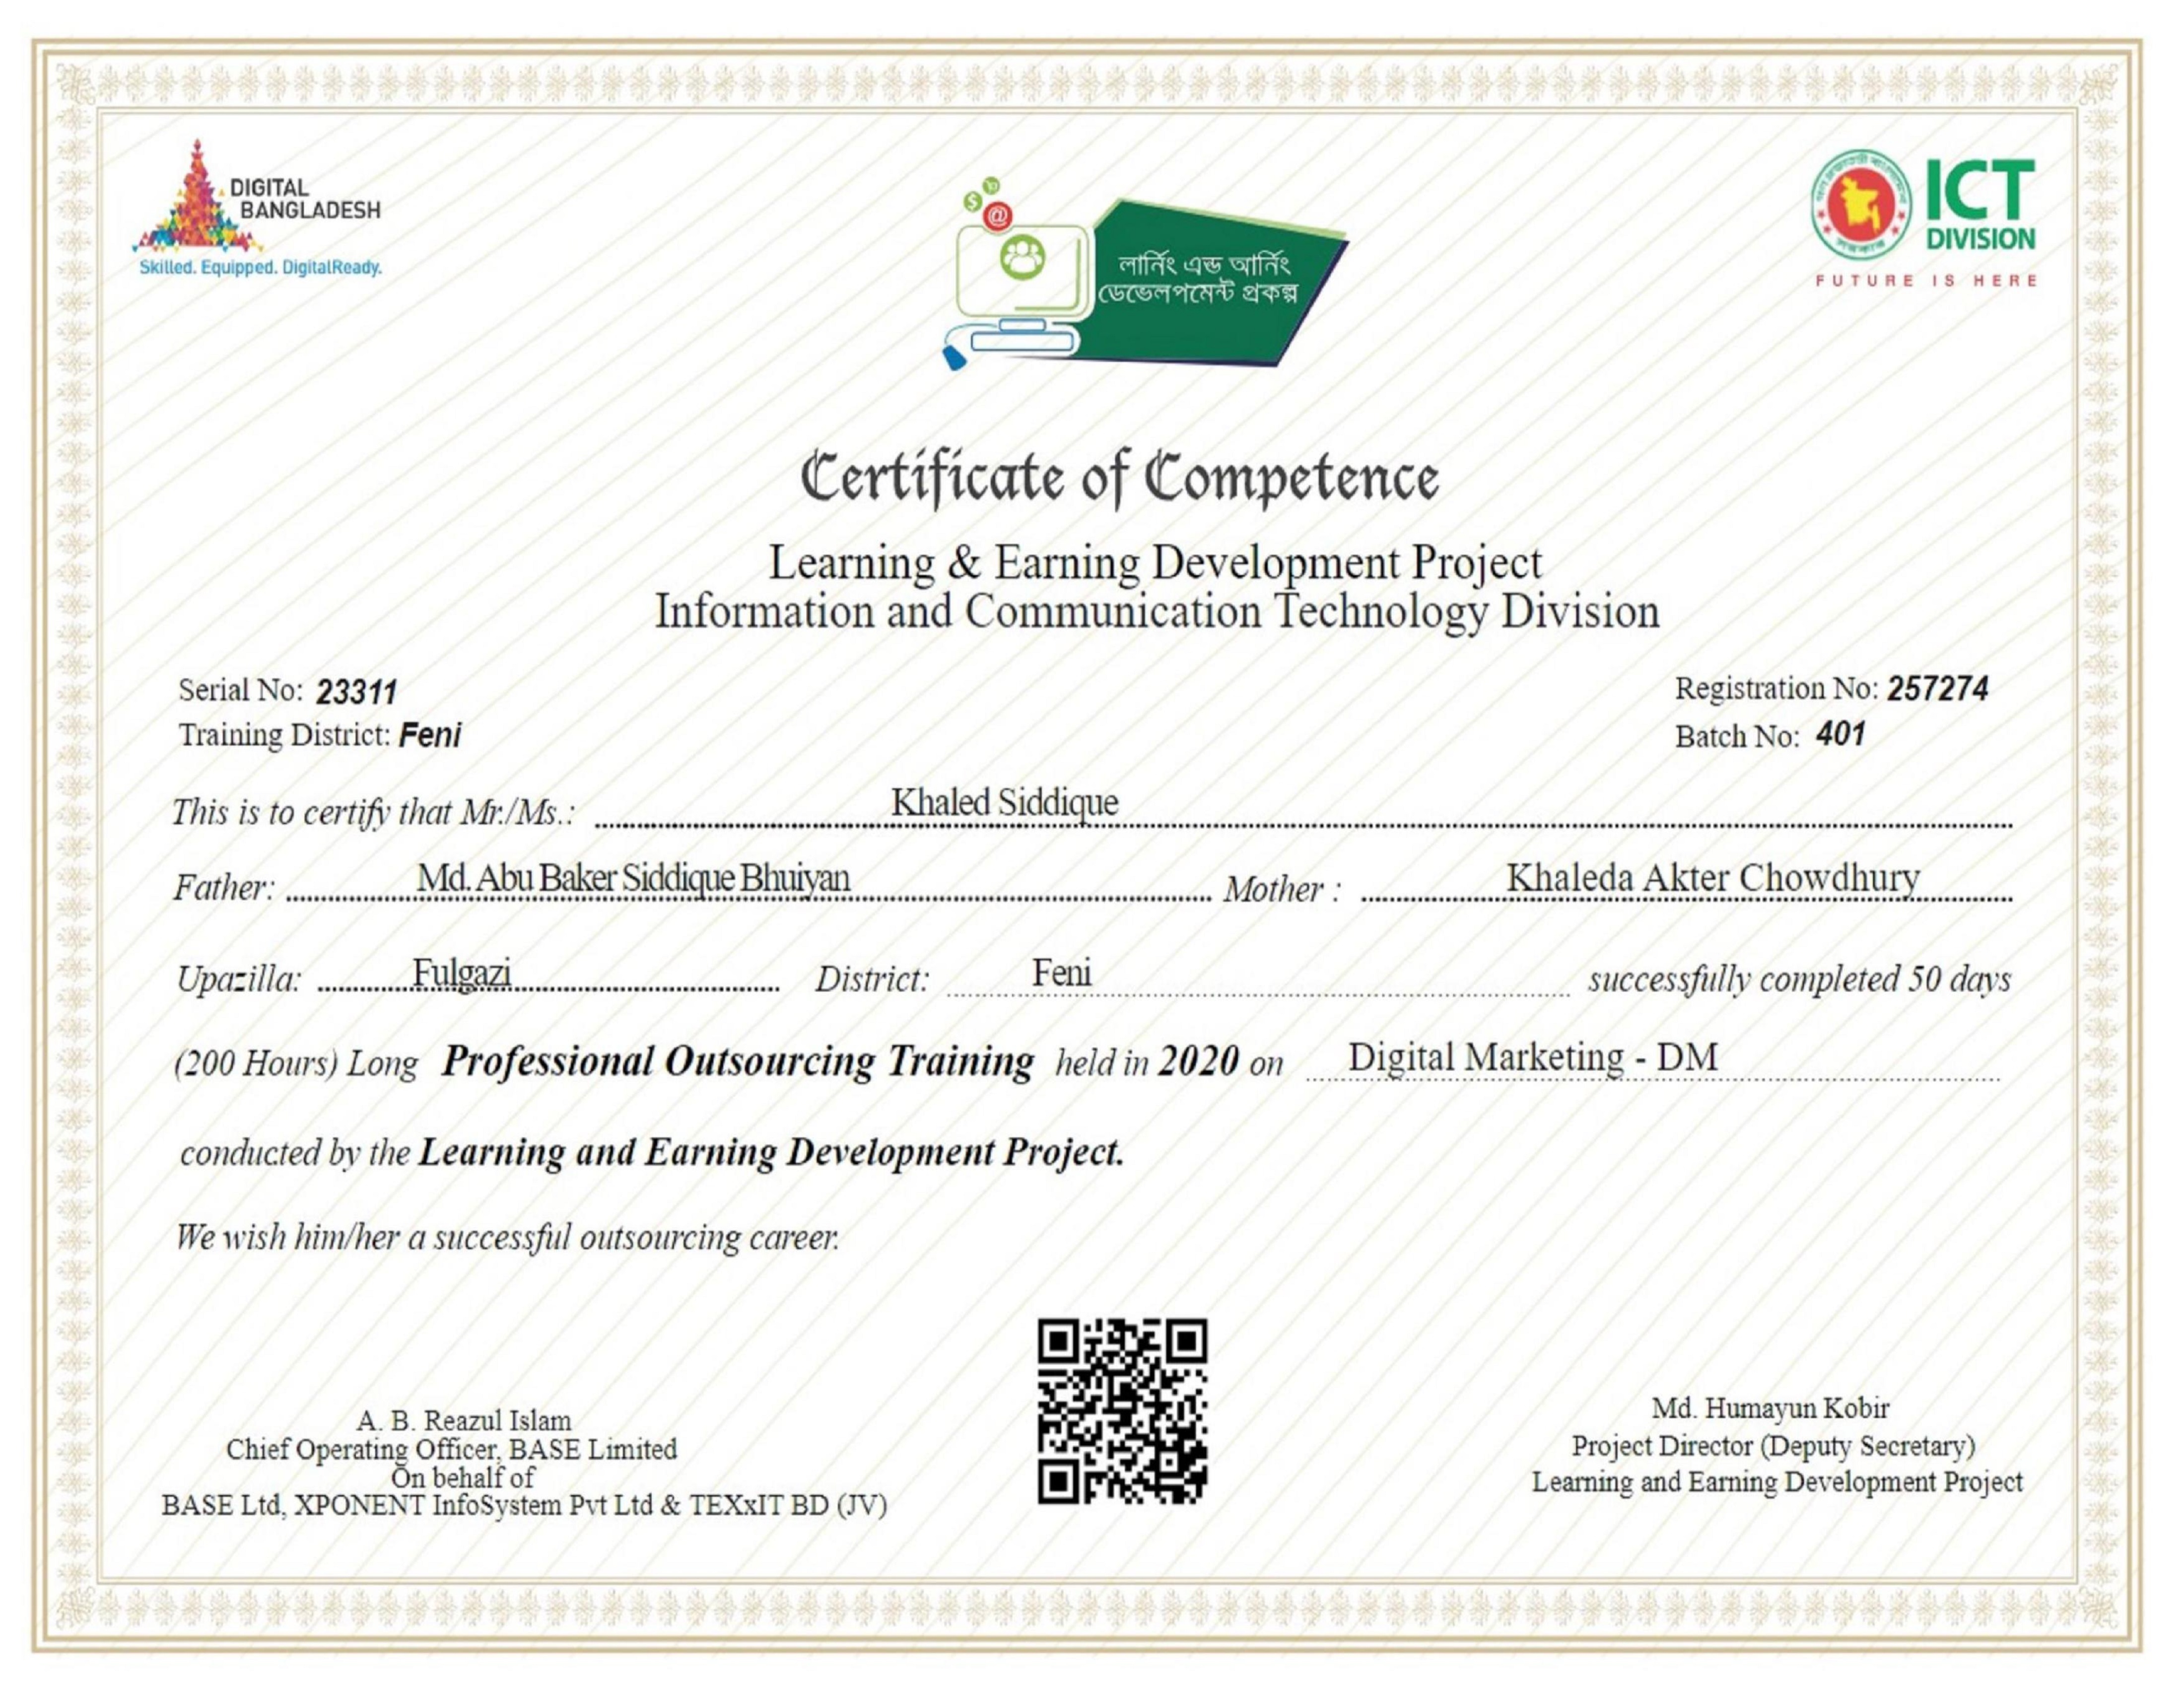 DIGITAL
BANGLADESH
Skilled. Equipped. DigitalReady.
লার্নিং এন্ড আর্নিং
ডেভেলপমেন্ট প্রকল্প
ICT
DIVISION
FUTURE IS HERE
Certificate of Competence
Learning & Earning Development Project
Information and Communication Technology Division
Serial No: 23311
Registration No: 257274
Training District: Feni
Batch No: 401
This is to certify that Mr./Ms.: Khaled Siddique
Father: Md. Abu Baker Siddique Bhuiyan Mother : Khaleda Akter Chowdhury
Upazilla: Fulgazi District: Feni successfully completed 50 days
(200 Hours) Long Professional Outsourcing Training held in 2020 on Digital Marketing - DM
conducted by the Learning and Earning Development Project.
We wish him/her a successful outsourcing career.
A. B. Reazul Islam
Chief Operating Officer, BASE Limited
On behalf of
BASE Ltd, XPONENT InfoSystem Pvt Ltd & TEXxIT BD (JV)
Md. Humayun Kobir
Project Director (Deputy Secretary)
Learning and Earning Development Project